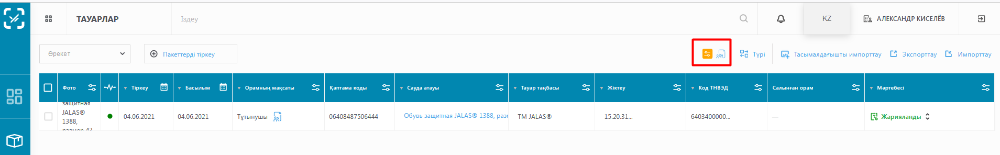 ТАУАРЛАР
Іздеу
KZ
АЛЕКСАНДР КИСЕЛЁВ
Әрекет
Пакеттерді тіркеу
Түрі
Тасымалдағышты импорттау
Экспорттау
Импорттау
Фото
Тіркеу
Басылым
Орамның мақсаты
Қаптама коды
Сауда атауы
Тауар таңбасы
Жіктеу
Код ТНВЭД
Салынған орам
Мәртебесі
защитная
JALAS®
1388,
размер 43
04.06.2021
04.06.2021
Тұтынушы
06408487506444
Обувь защитная JALAS® 1388, разм
TM JALAS®
15.20.31...
6403400000...
—
Жарияланды